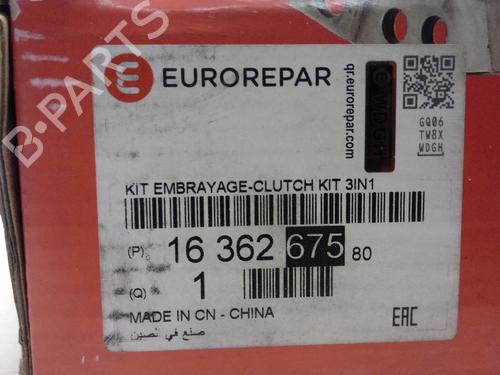 EUROREPAR
qr.eurorepar.com
GQ06
TW8X
WDGH
KIT EMBRAYAGE-CLUTCH KIT 3IN1
(P) 16 362 675 80
(Q) 1
MADE IN CN - CHINA
صنع في الصين
EAC
B-PARTS